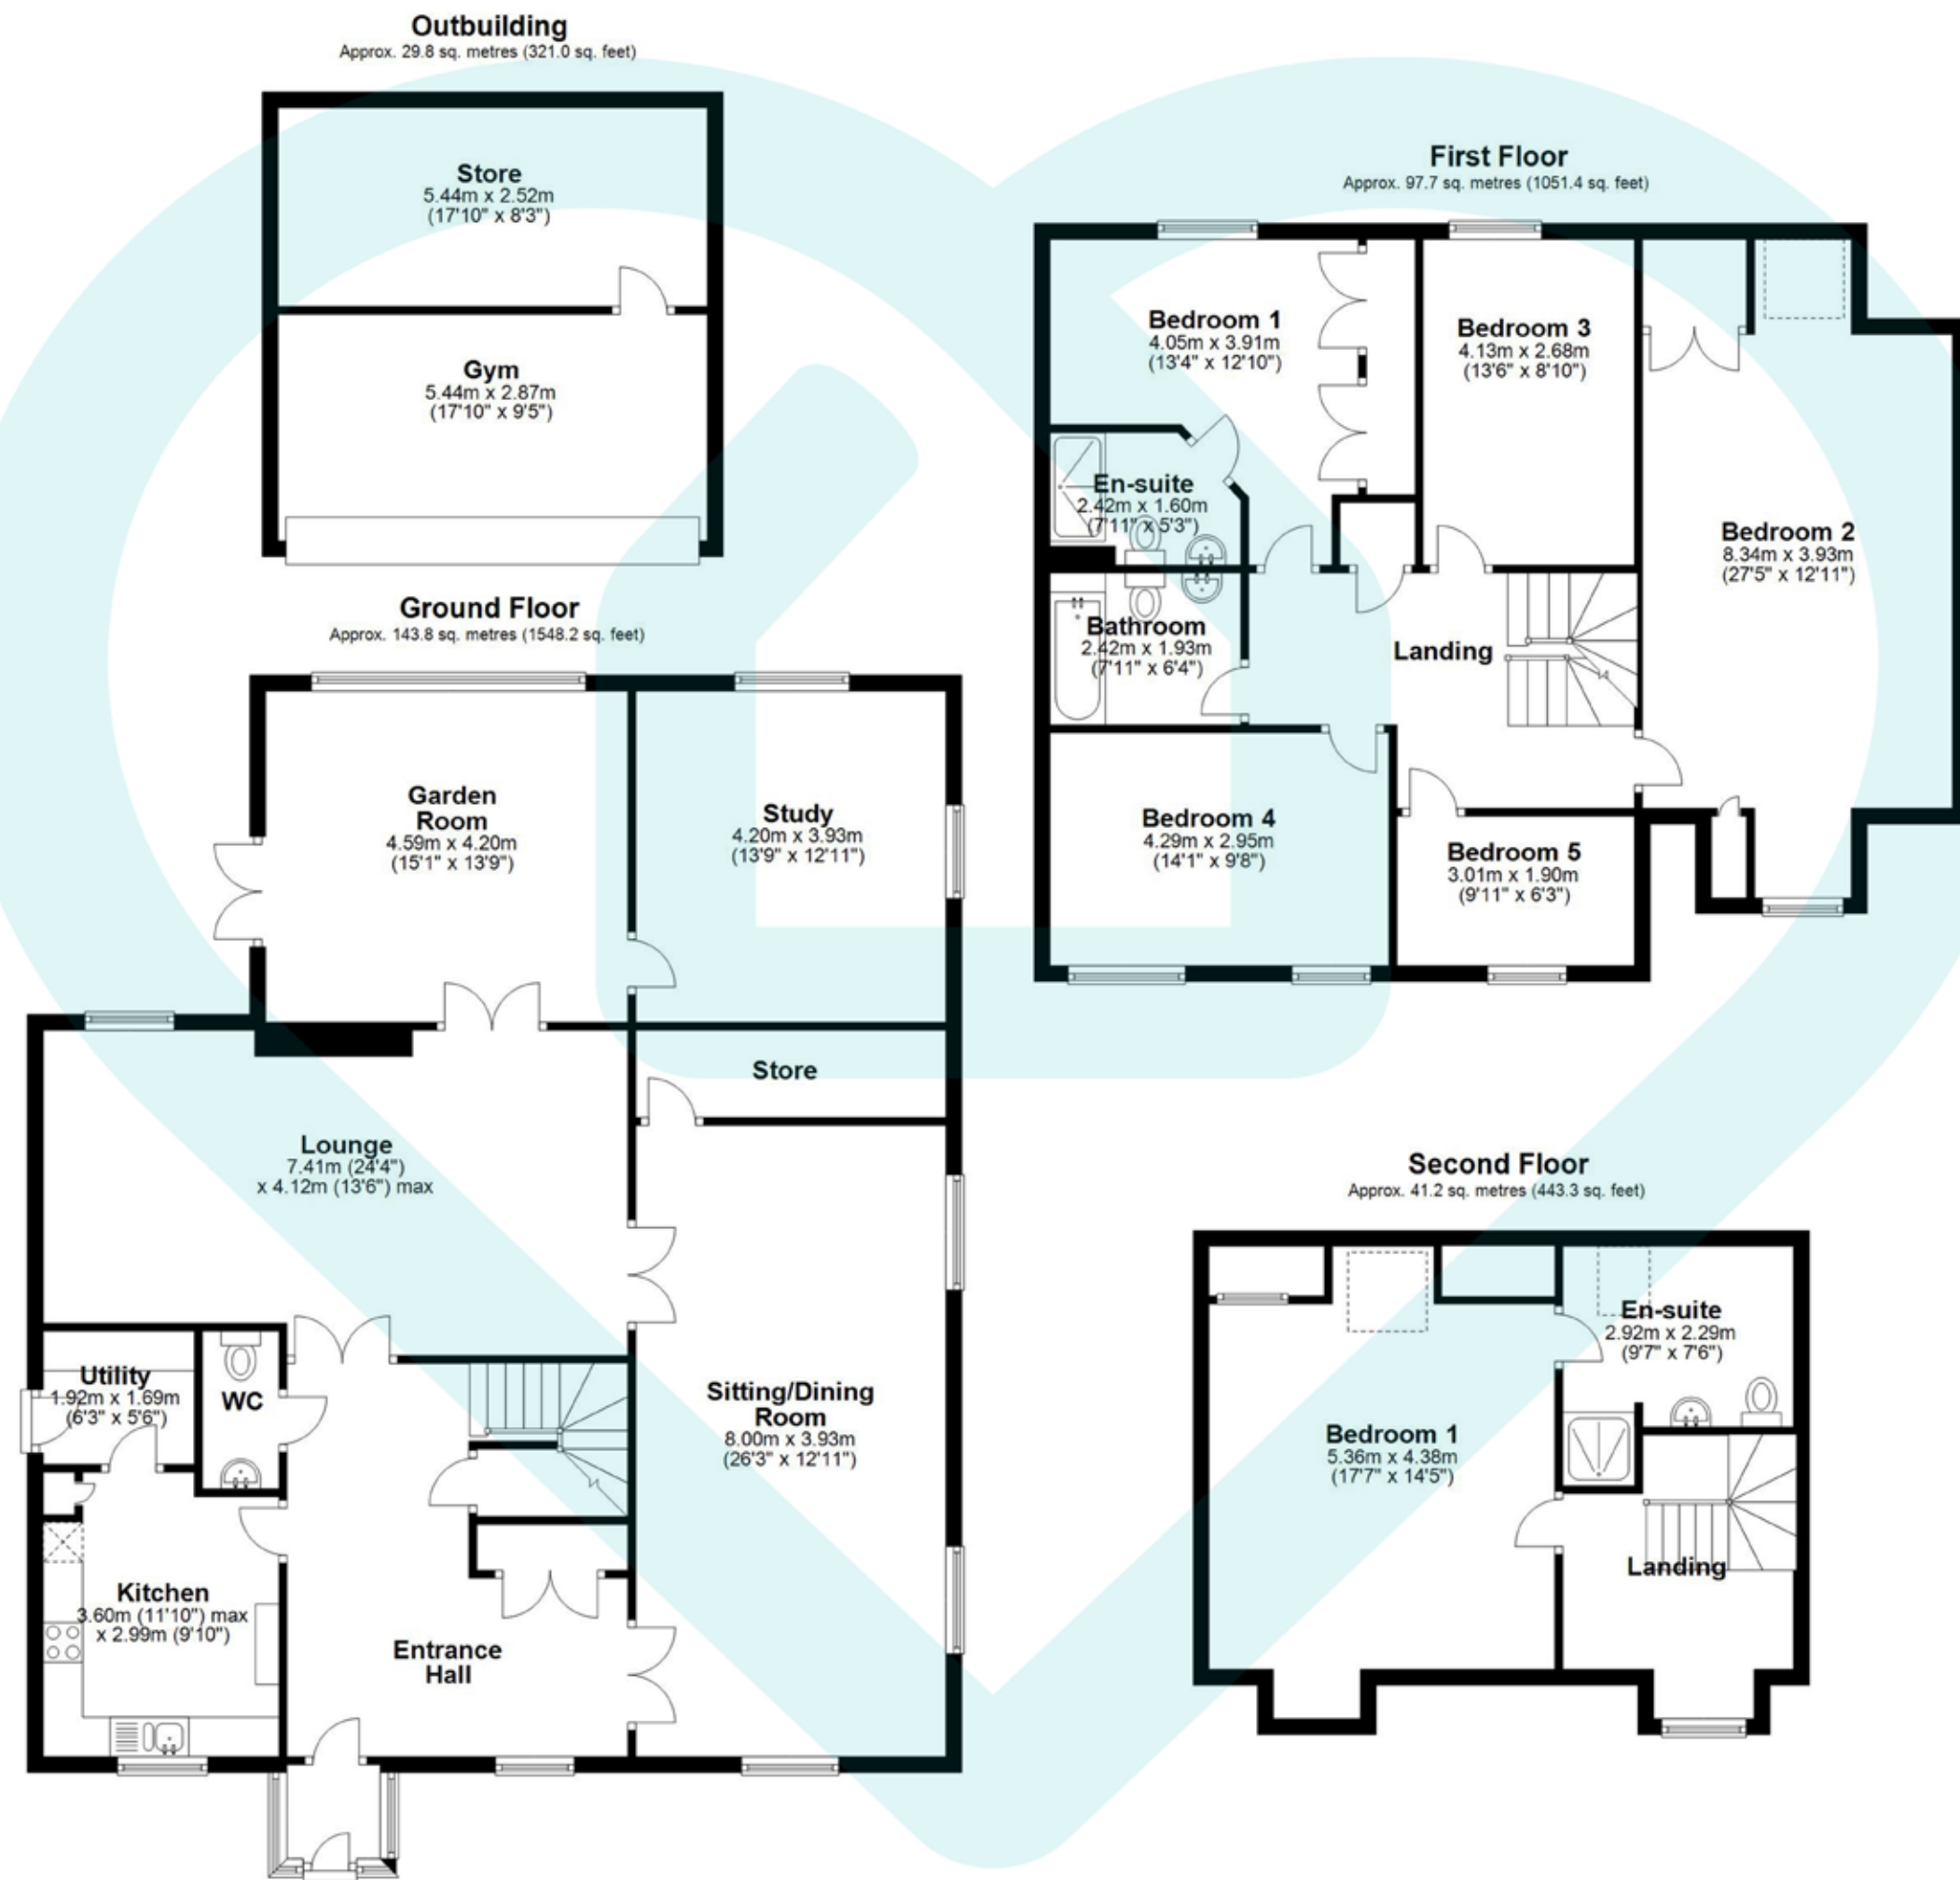 Outbuilding
Approx. 29.8 sq. metres (321.0 sq. feet)
Store
5.44m x 2.52m
(17'10" x 8'3")
Gym
5.44m x 2.87m
(17'10" x 9'5")
Ground Floor
Approx. 143.8 sq. metres (1548.2 sq. feet)
Garden
Room
4.59m x 4.20m
(15'1" x 13'9")
Study
4.20m x 3.93m
(13'9" x 12'11")
Store
Lounge
7.41m (24'4")
x 4.12m (13'6") max
Utility
1.92m x 1.69m
(6'3" x 5'6")
WC
Sitting/Dining
Room
8.00m x 3.93m
(26'3" x 12'11")
Kitchen
3.60m (11'10") max
x 2.99m (9'10")
Entrance
Hall
First Floor
Approx. 97.7 sq. metres (1051.4 sq. feet)
Bedroom 1
4.05m x 3.91m
(13'4" x 12'10")
Bedroom 3
4.13m x 2.68m
(13'6" x 8'10")
En-suite
2.42m x 1.60m
(7'11" x 5'3")
Bedroom 2
8.34m x 3.93m
(27'5" x 12'11")
Bathroom
2.42m x 1.93m
(7'11" x 6'4")
Landing
Bedroom 4
4.29m x 2.95m
(14'1" x 9'8")
Bedroom 5
3.01m x 1.90m
(9'11" x 6'3")
Second Floor
Approx. 41.2 sq. metres (443.3 sq. feet)
En-suite
2.92m x 2.29m
(9'7" x 7'6")
Bedroom 1
5.36m x 4.38m
(17'7" x 14'5")
Landing